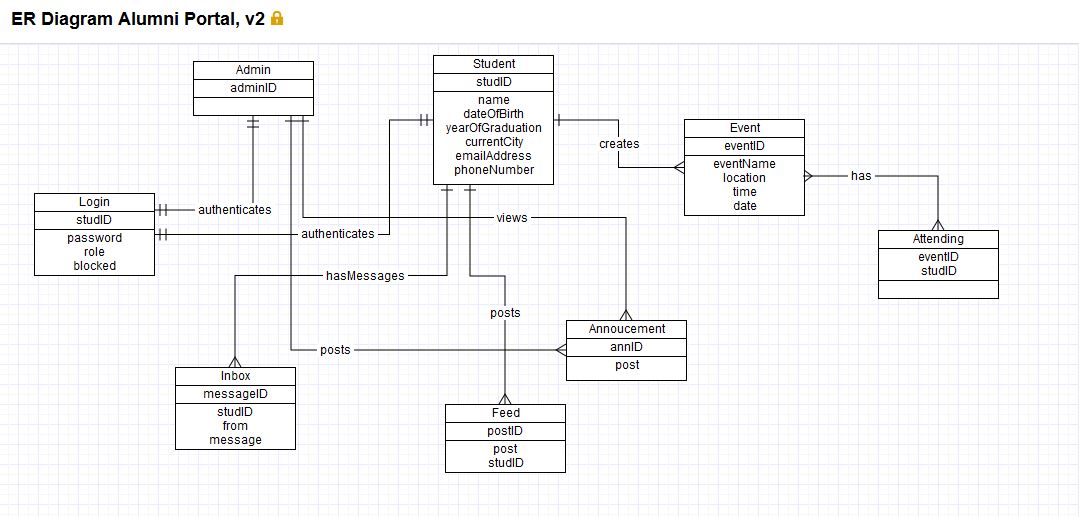 ER Diagram Alumni Portal, v2
Admin
adminID
Student
studID
name
dateOfBirth
yearOfGraduation
currentCity
emailAddress
phoneNumber
creates
Event
eventID
eventName
location
time
date
has
Attending
eventID
studID
Login
studID
password
role
blocked
authenticates
authenticates
views
hasMessages
posts
posts
Annoucement
annID
post
Inbox
messageID
studID
from
message
Feed
postID
post
studID